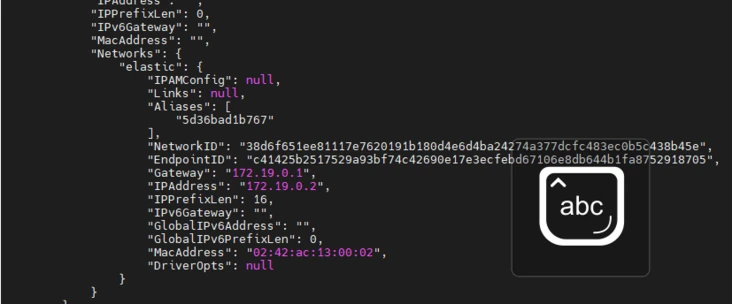 "IPAddress": "",
"IPPrefixLen": 0,
"IPv6Gateway": "",
"MacAddress": "",
"Networks": {
"elastic": {
"IPAMConfig": null,
"Links": null,
"Aliases": [
"5d36bad1b767"
],
"NetworkID": "38d6f651ee81117e7620191b180d4e6d4ba24274a377dcfc483ec0b5c438b45e",
"EndpointID": "c41425b2517529a93bf74c42690e17e3ecfebd67106e8db644b1fa8752918705",
"Gateway": "172.19.0.1",
"IPAddress": "172.19.0.2",
"IPPrefixLen": 16,
"IPv6Gateway": "",
"GlobalIPv6Address": "",
"GlobalIPv6PrefixLen": 0,
"MacAddress": "02:42:ac:13:00:02",
"DriverOpts": null
}
}
abc